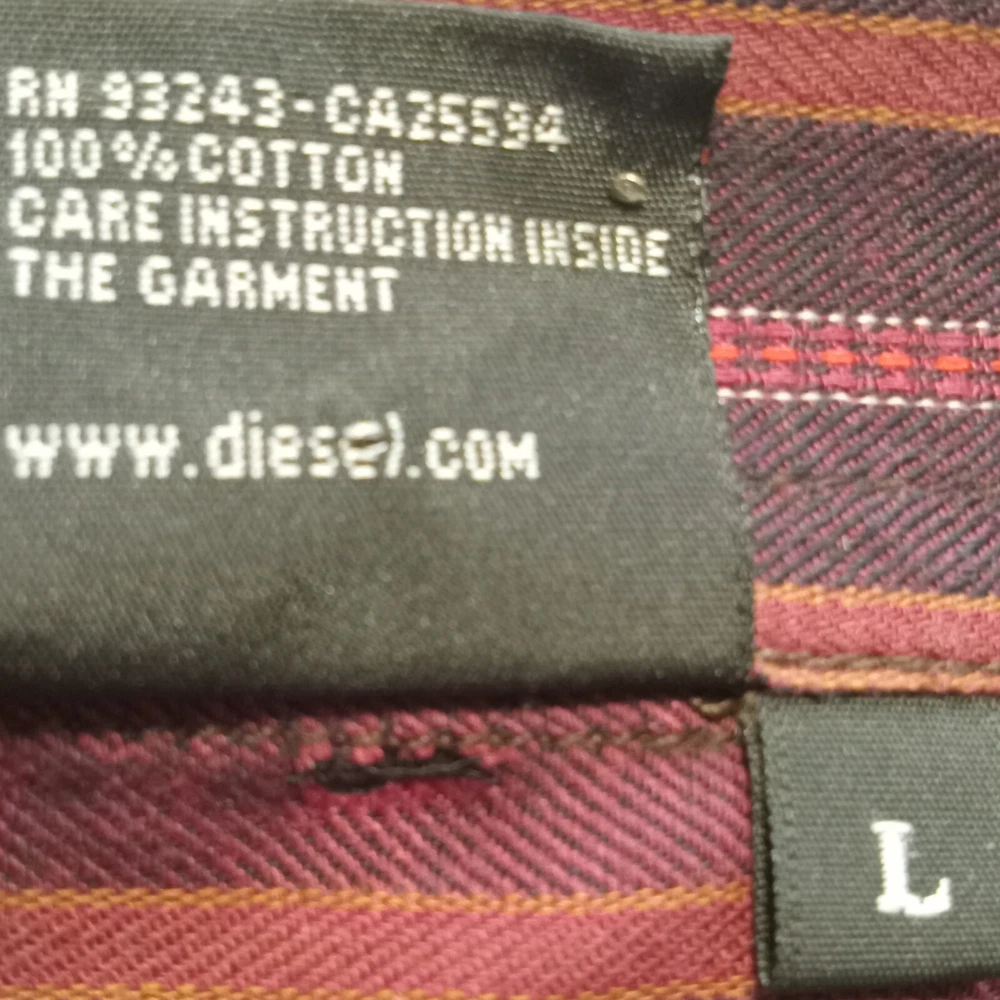 RN 93243-CA25594
100%COTTON
CARE INSTRUCTION INSIDE
THE GARMENT
www.diesel.COM
L